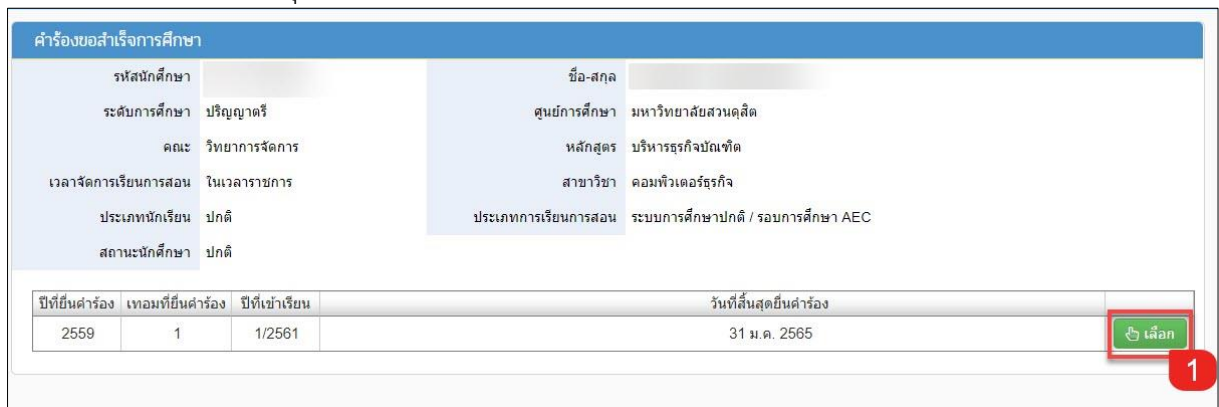 คำร้องขอสำเร็จการศึกษา
รหัสนักศึกษา ชื่อ-สกุล
ระดับการศึกษา ปริญญาตรี ศูนย์การศึกษา มหาวิทยาลัยสวนดุสิต
คณะ วิทยาการจัดการ หลักสูตร บริหารธุรกิจบัณฑิต
เวลาจัดการเรียนการสอน ในเวลาราชการ สาขาวิชา คอมพิวเตอร์ธุรกิจ
ประเภทนักเรียน ปกติ ประเภทการเรียนการสอน ระบบการศึกษาปกติ / รอบการศึกษา AEC
สถานะนักศึกษา ปกติ
ปีที่ยื่นคำร้อง เทอมที่ยื่นคำร้อง ปีที่เข้าเรียน วันที่สิ้นสุดยื่นคำร้อง
2559 1 1/2561 31 ม.ค. 2565 เลือก
1